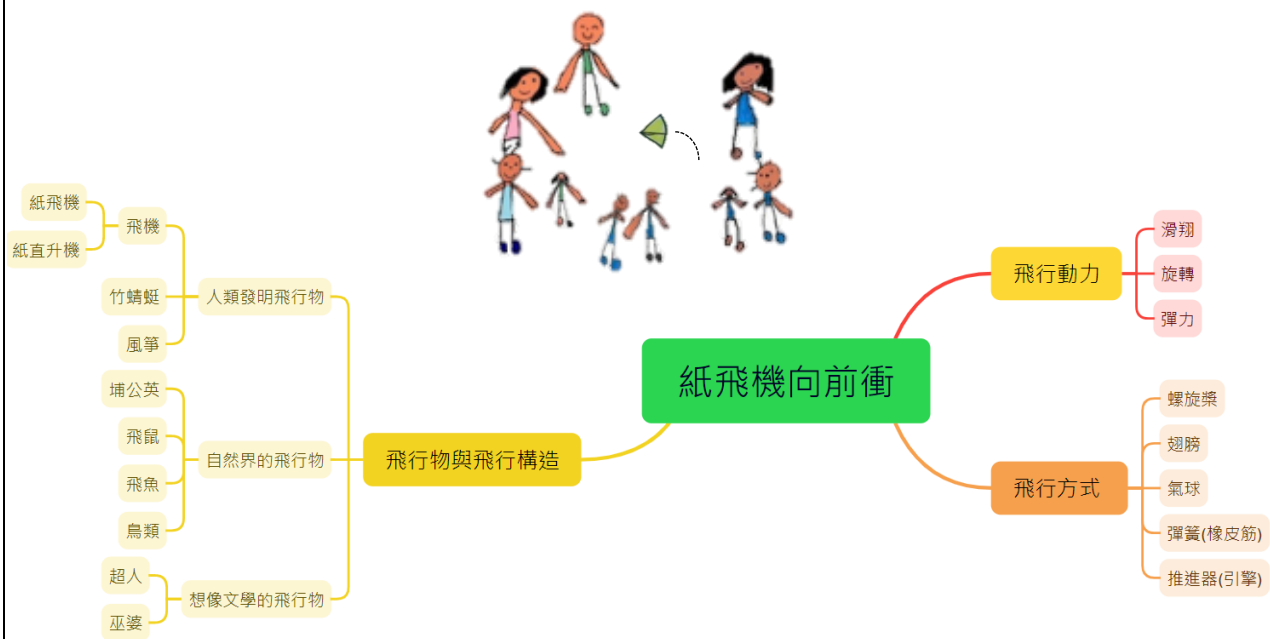 紙飛機向前衝
飛行物與飛行構造
人類發明飛行物
飛機
紙飛機
紙直升機
竹蜻蜓
風箏
自然界的飛行物
埔公英
飛鼠
飛魚
鳥類
想像文學的飛行物
超人
巫婆
飛行動力
滑翔
旋轉
彈力
飛行方式
螺旋槳
翅膀
氣球
彈簧(橡皮筋)
推進器(引擎)